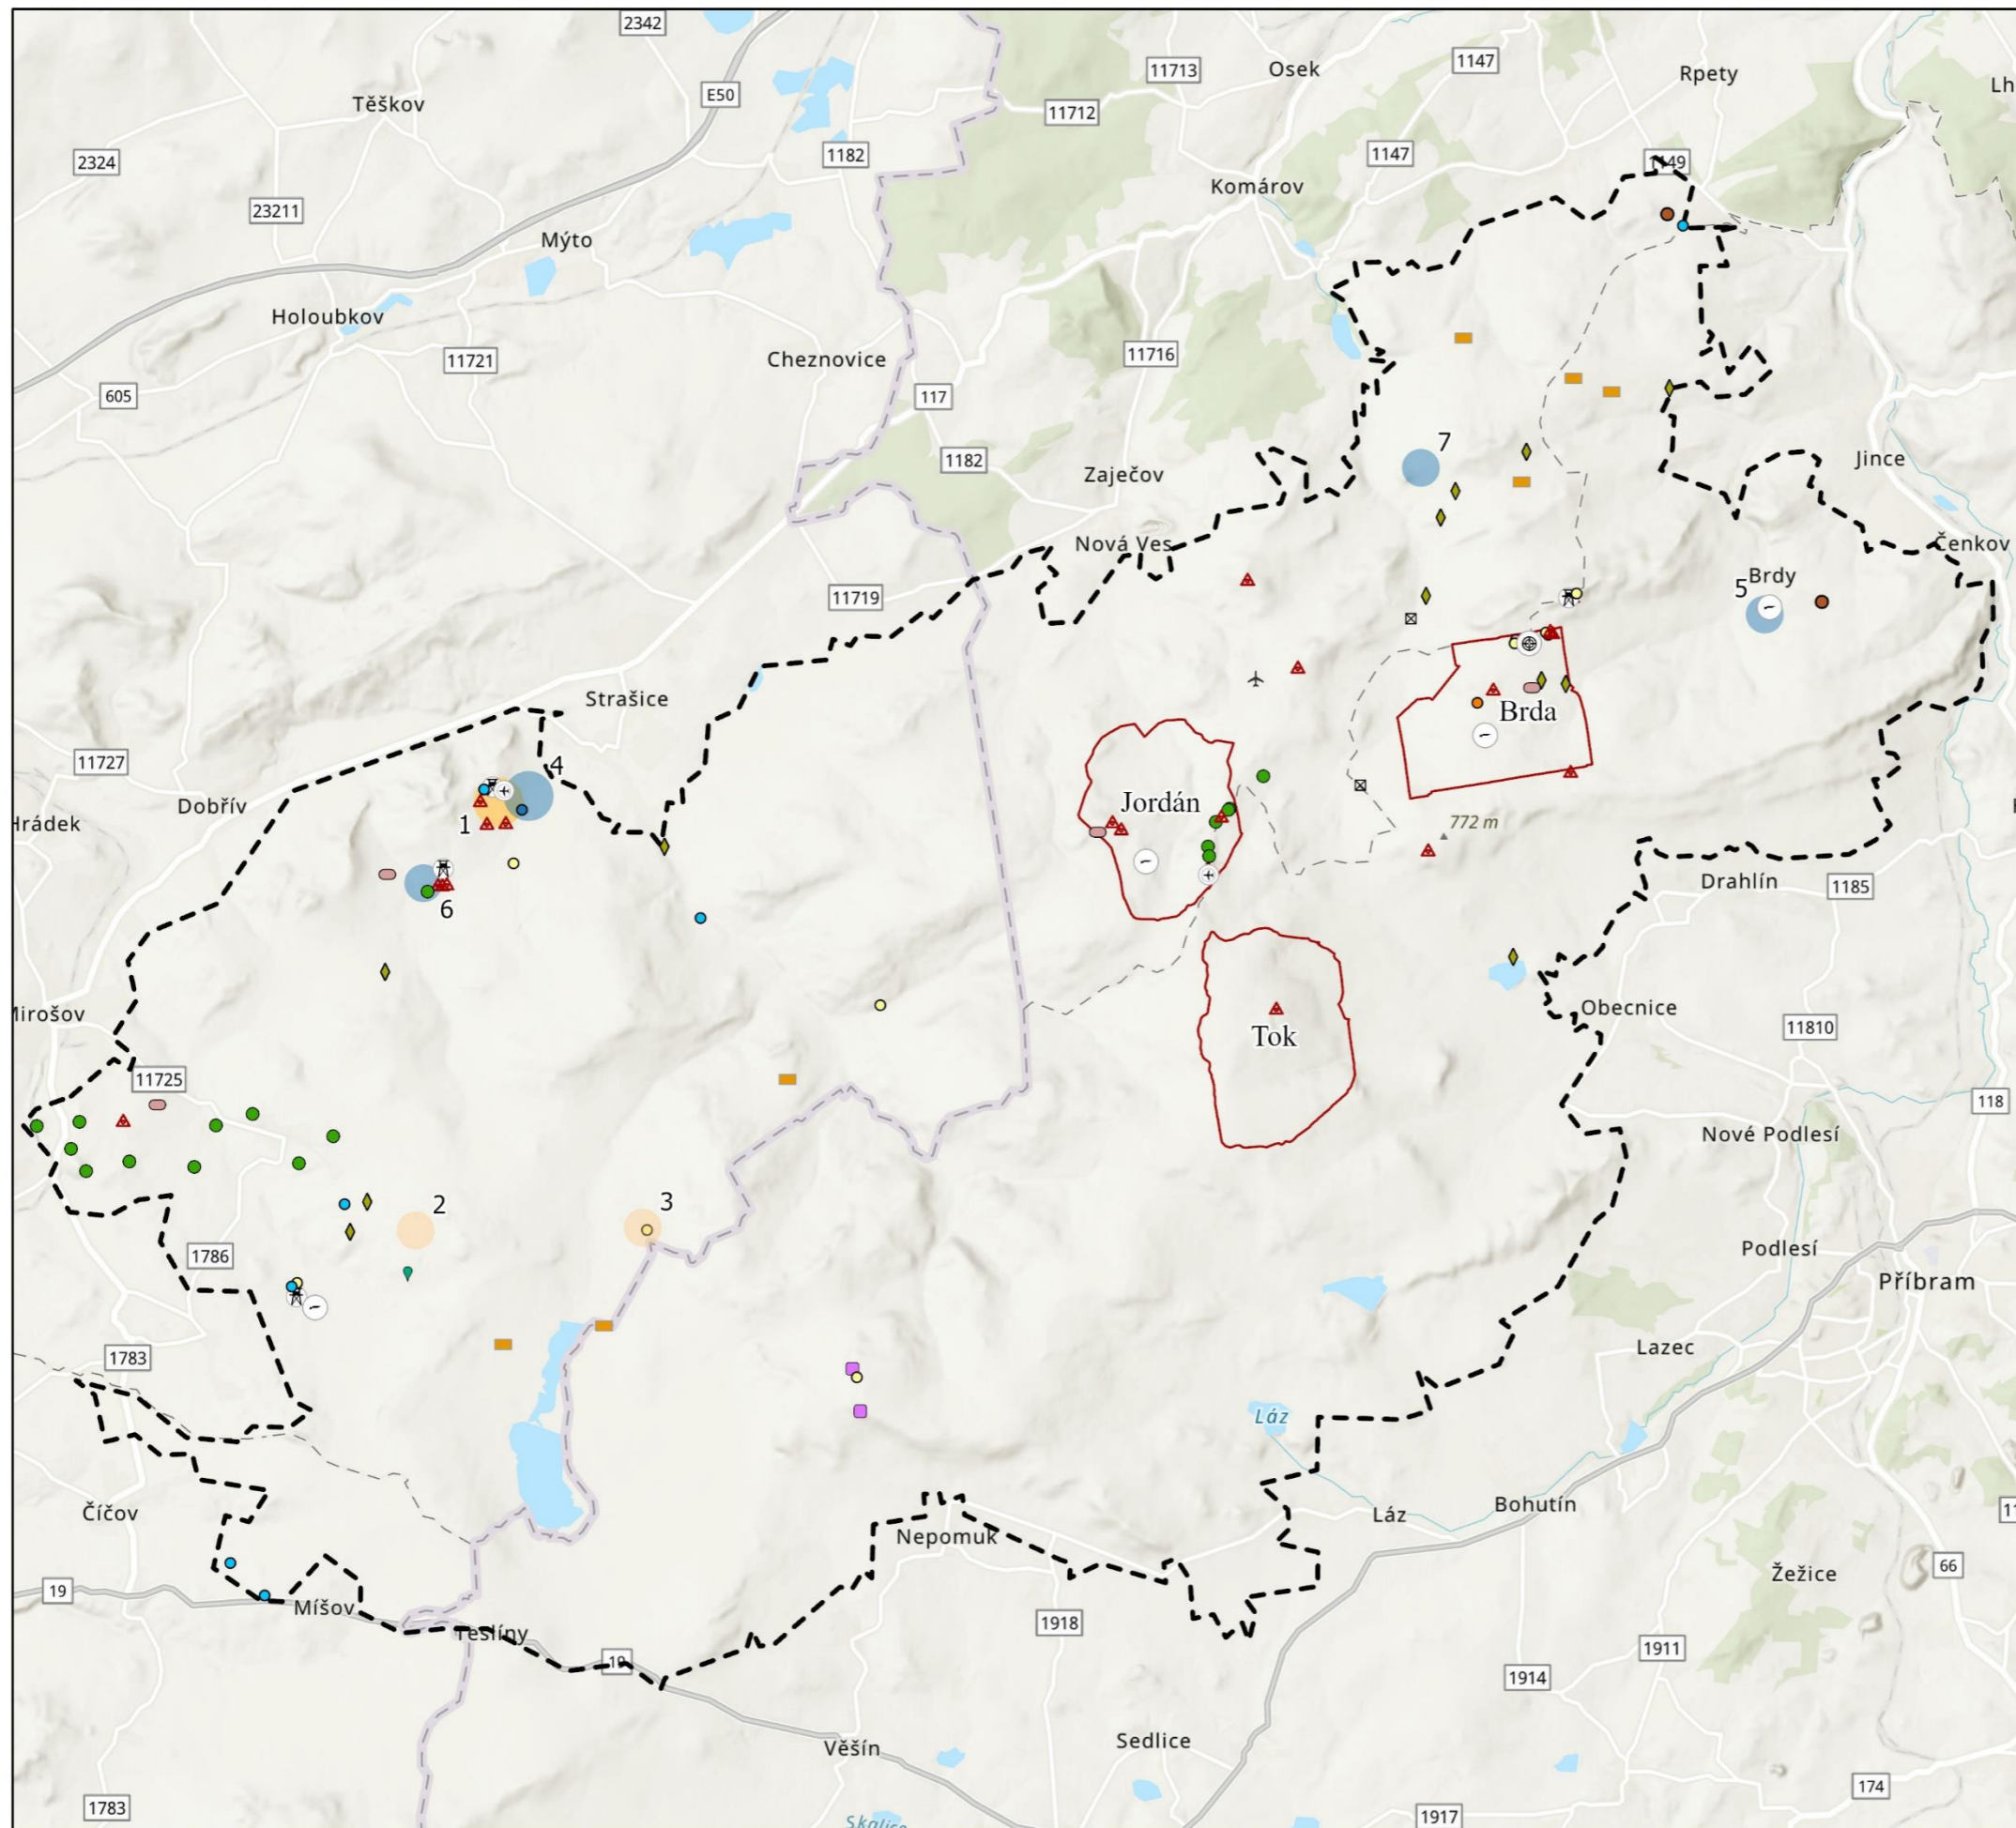 2342
11713
Osek
1147
Rpety
Lh
Těškov
E50
11712
2324
1182
1147
1149
Komárov
23211
Mýto
Holoubkov
11721
Cheznovice
11716
605
117
7
1182
Zaječov
Jince
Nová Ves
Čenkov
5
Brdy
11719
Strašice
Brda
11727
4
Dobřív
Jordán
Hrádek
1
772 m
Drahlín
1185
6
Mirošov
Obecnice
11810
Tok
11725
118
Nové Podlesí
2
3
1786
Podlesí
Příbram
1783
Lazec
Láz
Číčov
Nepomuk
Láz
Bohutín
11
19
66
Žežice
Míšov
Teslíny
1918
19
1911
1914
Věšín
Sedlice
174
1783
Skalice
1917